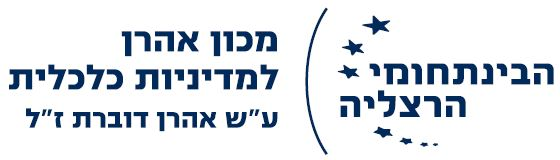 הבינתחומי
הרצליה
מכון אהרן
למדיניות כלכלית
ע"ש אהרן דוברת ז"ל